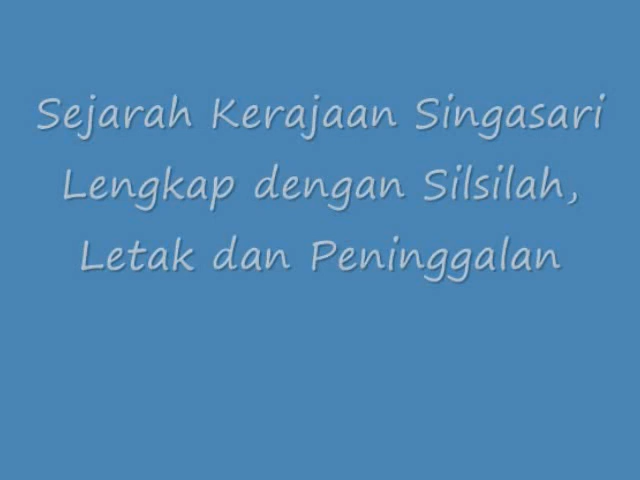 Sejarah Kerajaan Singasari
Lengkap dengan Silsilah,
Letak dan Peninggalan